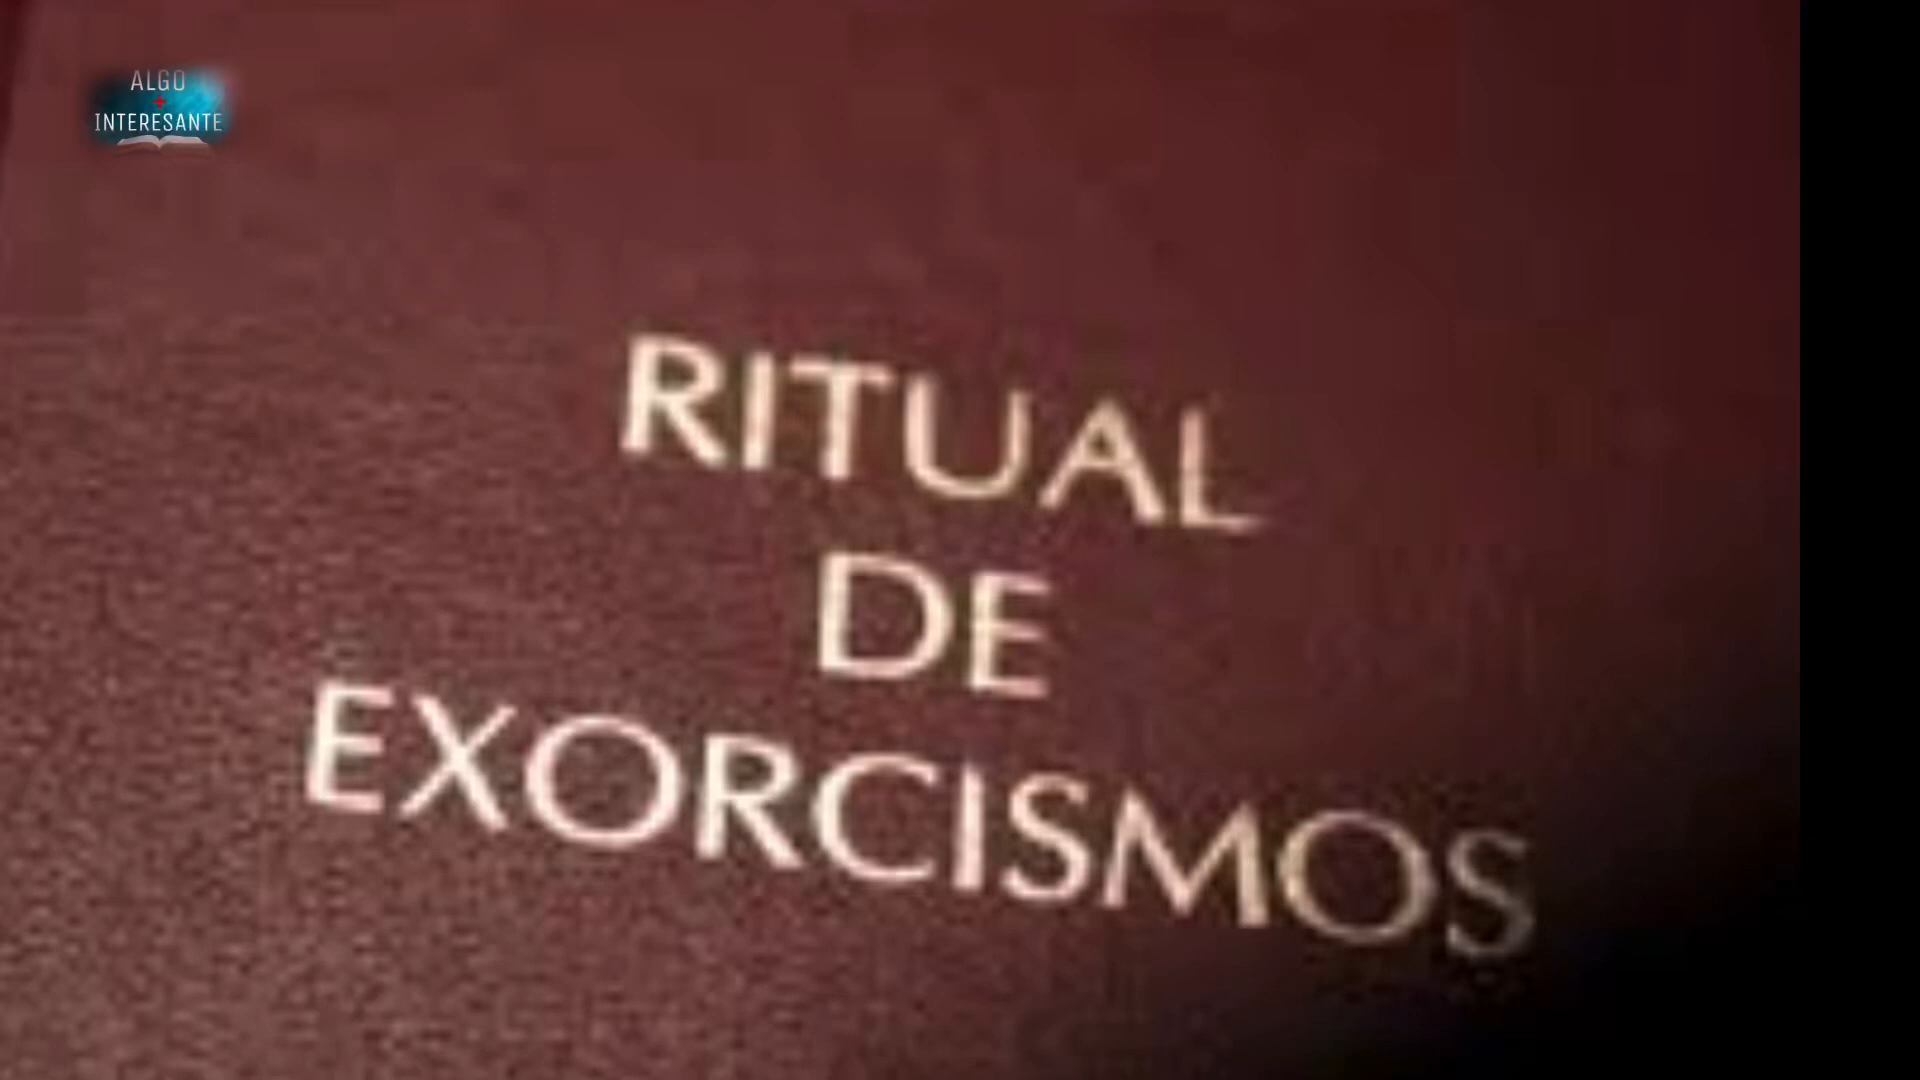 ALGO
+
INTERESANTE
RITUAL
DE
EXORCISMOS